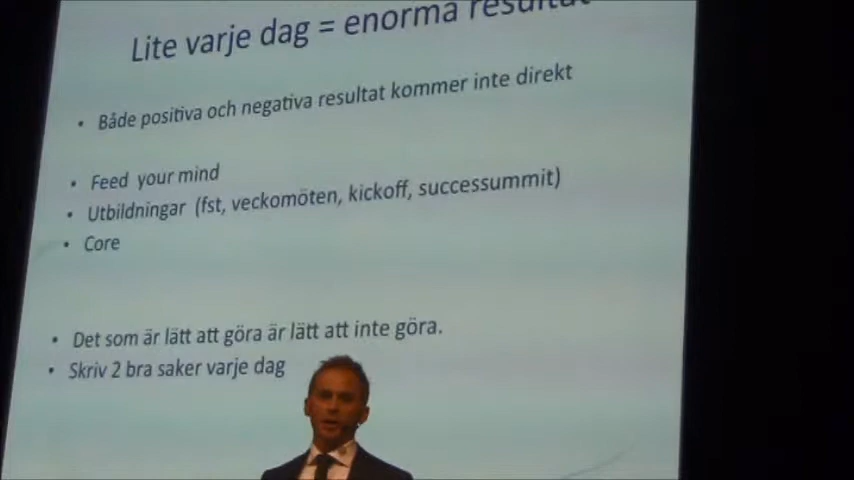 Lite varje dag = enorma resultat
• Både positiva och negativa resultat kommer inte direkt
• Feed your mind
• Utbildningar (fst, veckomöten, kickoff, successummit)
• Core
• Det som är lätt att göra är lätt att inte göra.
• Skriv 2 bra saker varje dag